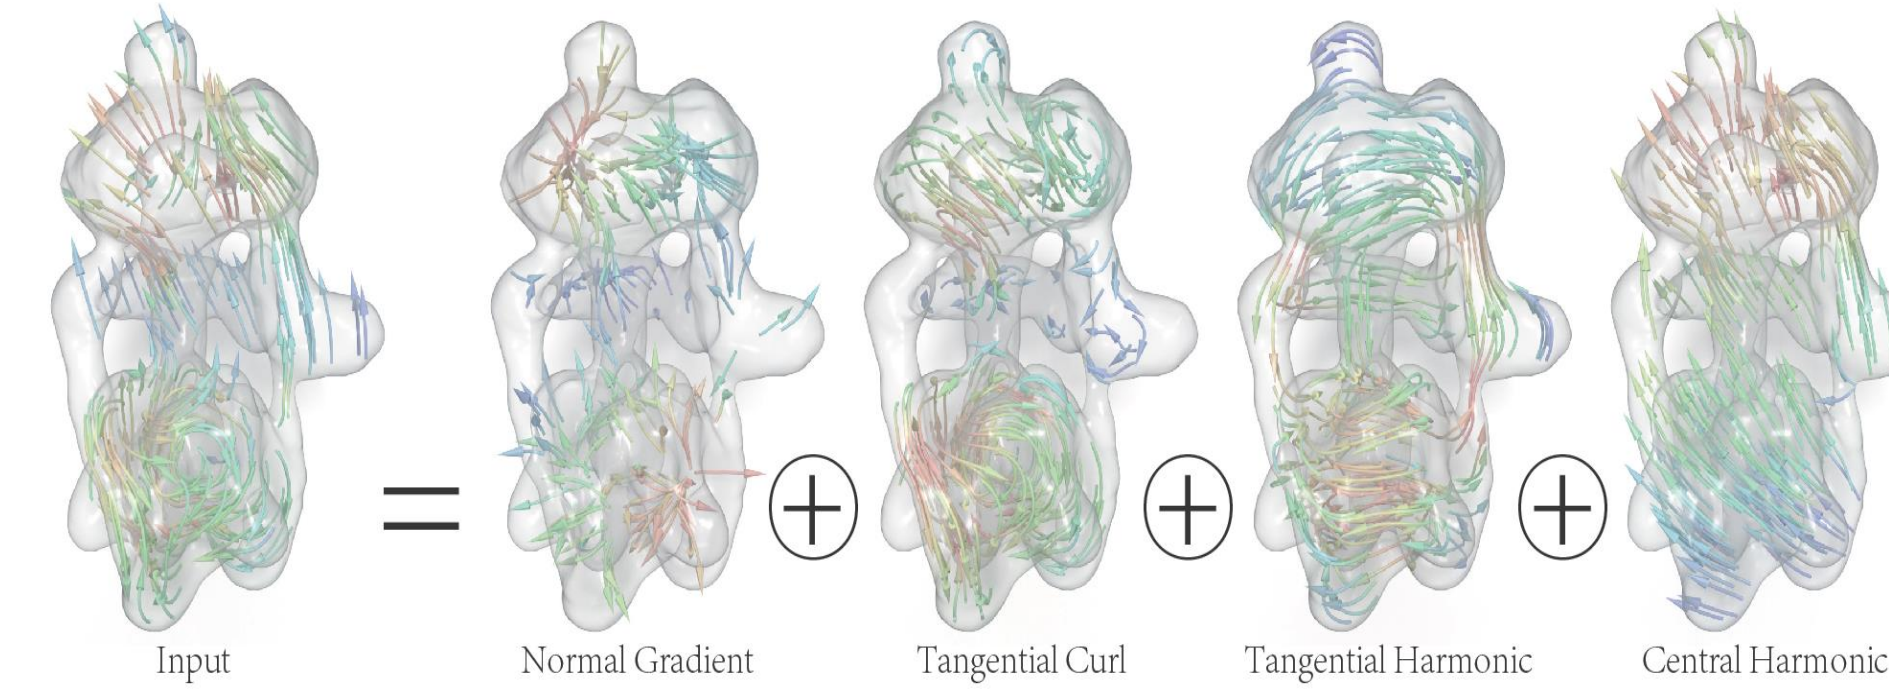 = ⊕ ⊕ ⊕
Input Normal Gradient Tangential Curl Tangential Harmonic Central Harmonic